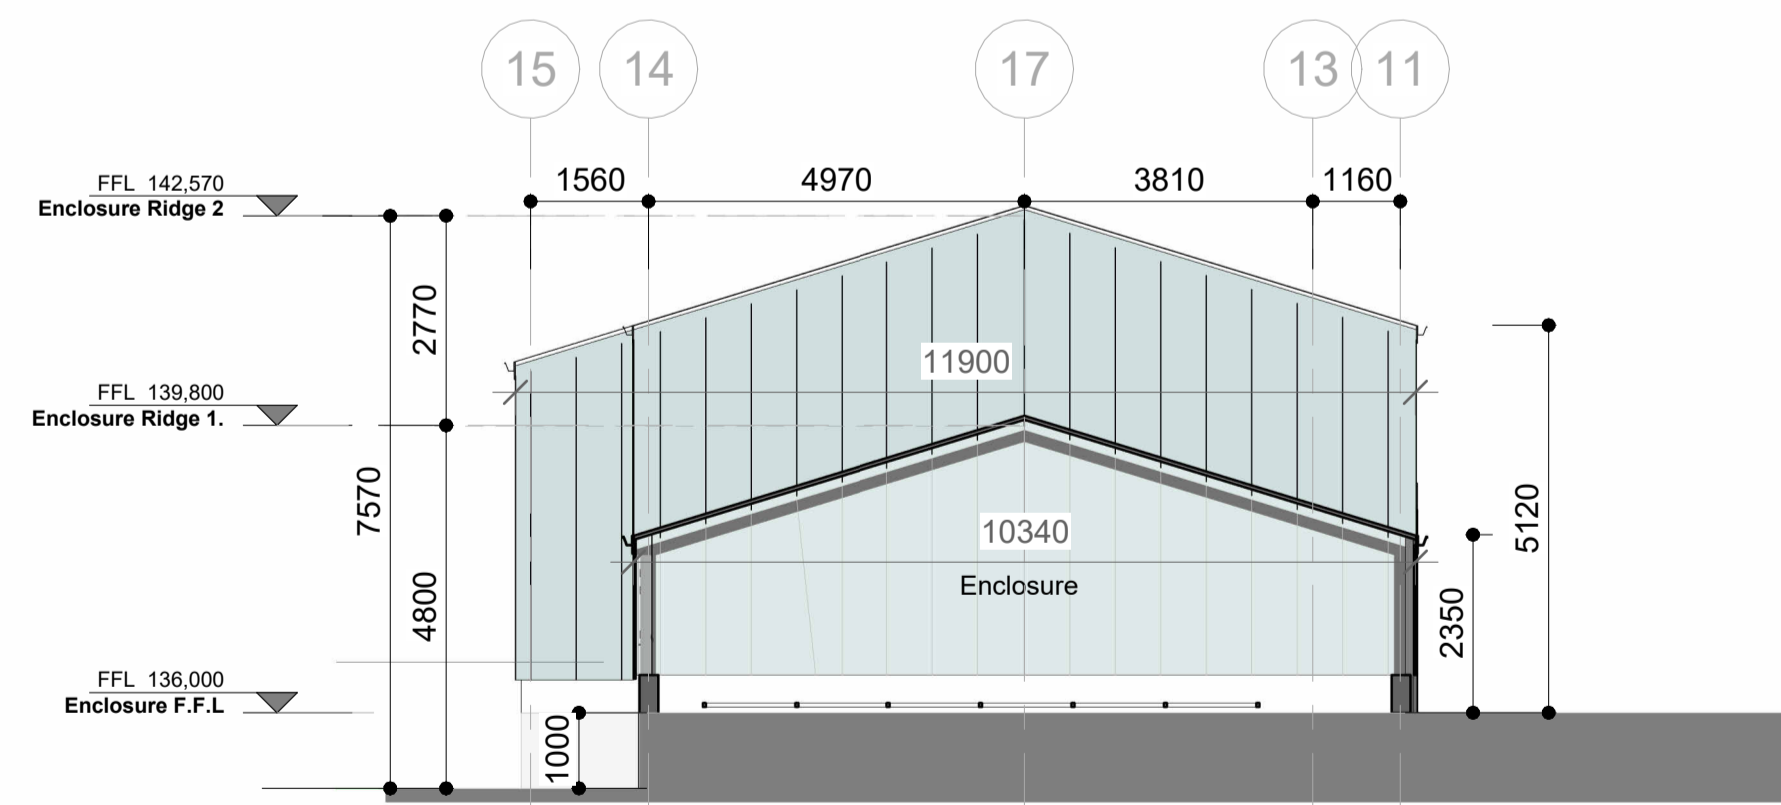 15 14 17 13 11
1560 4970 3810 1160
FFL 142,570
Enclosure Ridge 2
2770
11900
FFL 139,800
Enclosure Ridge 1.
7570
10340
5120
Enclosure
4800
2350
FFL 136,000
Enclosure F.F.L
1000